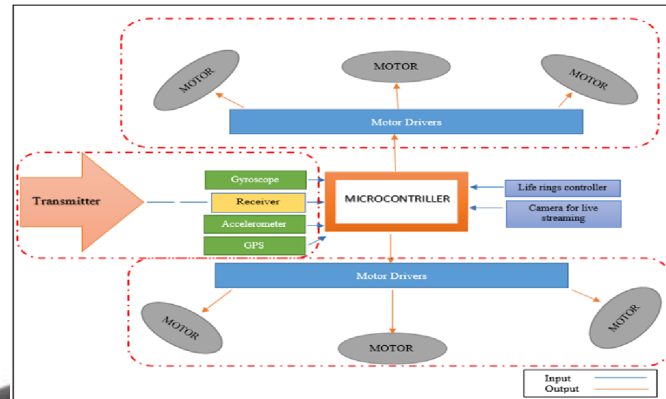 MOTOR
MOTOR
MOTOR
Motor Drivers
Transmitter
Gyroscope
Receiver
Accelerometer
GPS
MICROCONTRILLER
Life rings controller
Camera for live
streaming
Motor Drivers
MOTOR
MOTOR
MOTOR
Input
Output